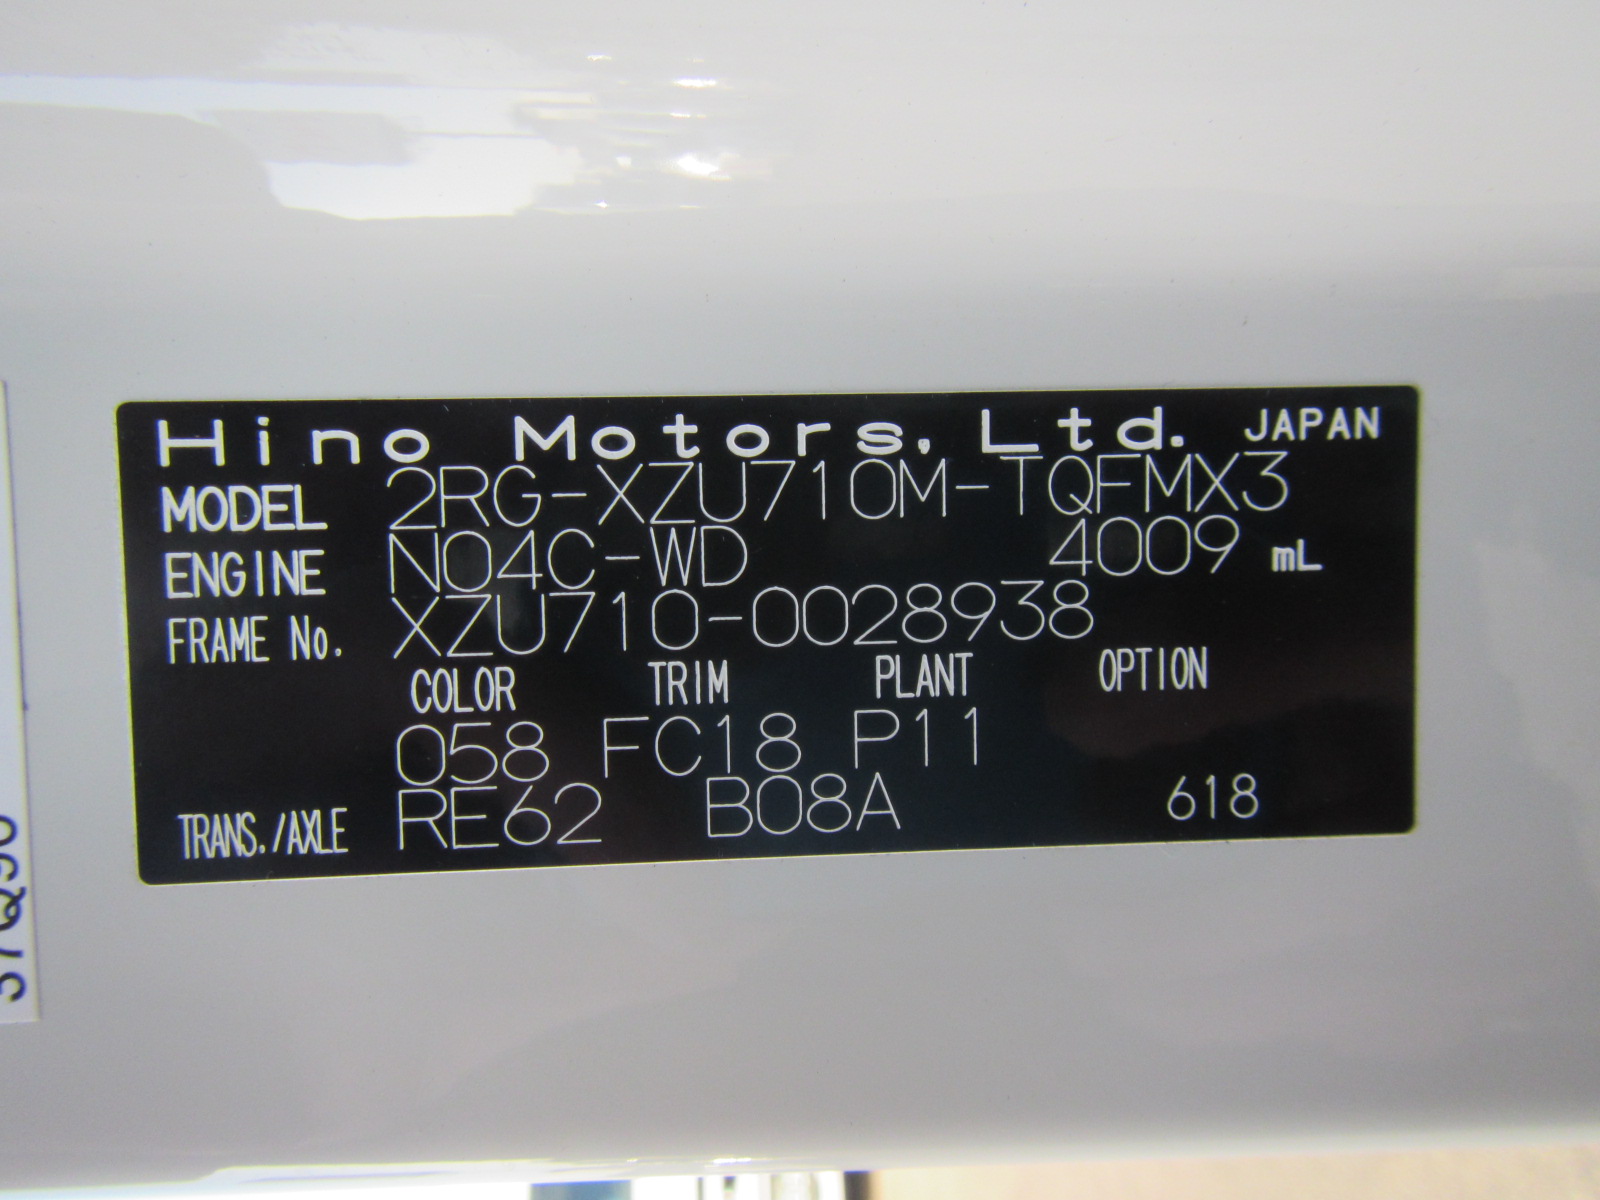 Hino Motors, Ltd. JAPAN
MODEL 2RG-XZU710M-TQFMX3
ENGINE N04C-WD 4009 mL
FRAME No. XZU710-0028938
COLOR TRIM PLANT OPTION
058 FC18 P11
TRANS./AXLE RE62 B08A 618